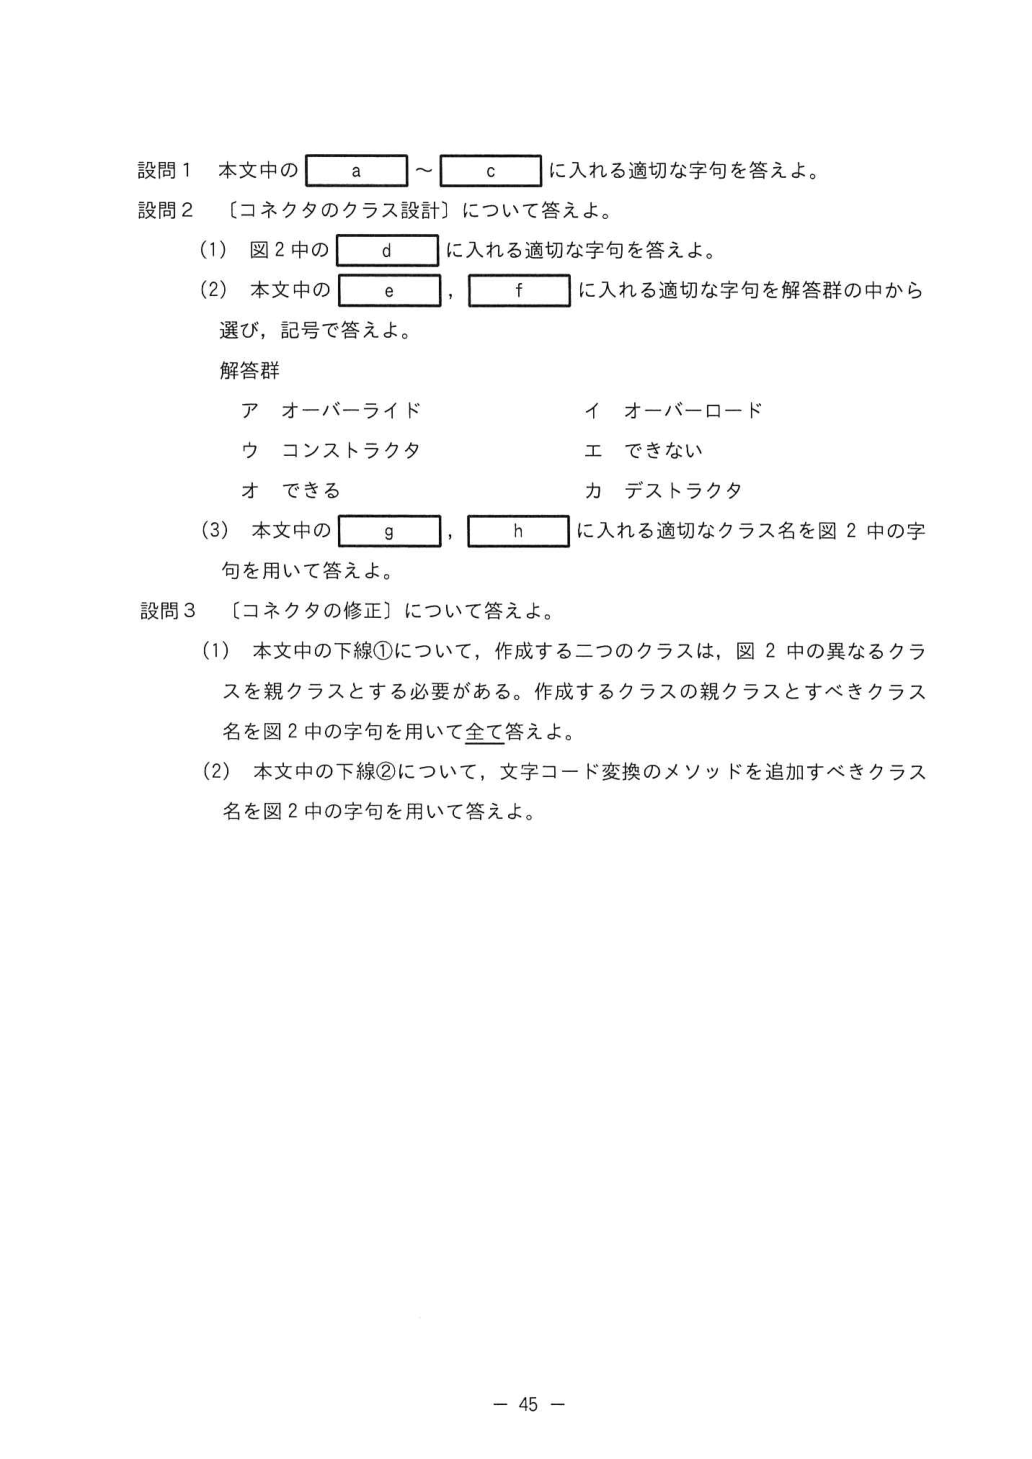 設問1 本文中の a ～ c に入れる適切な字句を答えよ。
設問2 〔コネクタのクラス設計〕について答えよ。
(1) 図2中の d に入れる適切な字句を答えよ。
(2) 本文中の e ， f に入れる適切な字句を解答群の中から
選び，記号で答えよ。
解答群
ア オーバーライド イ オーバーロード
ウ コンストラクタ エ できない
オ できる カ デストラクタ
(3) 本文中の g ， h に入れる適切なクラス名を図 2 中の字
句を用いて答えよ。
設問3 〔コネクタの修正〕について答えよ。
(1) 本文中の下線①について，作成する二つのクラスは，図 2 中の異なるクラ
スを親クラスとする必要がある。作成するクラスの親クラスとすべきクラス
名を図2中の字句を用いて全て答えよ。
(2) 本文中の下線②について，文字コード変換のメソッドを追加すべきクラス
名を図2中の字句を用いて答えよ。
－ 45 －